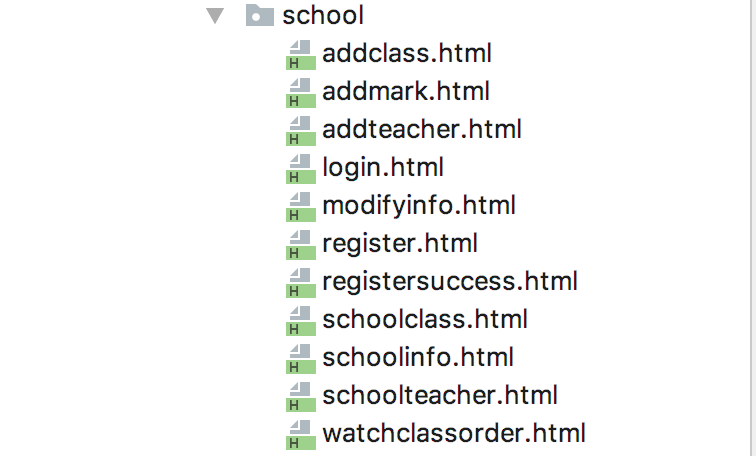 school
H addclass.html
H addmark.html
H addteacher.html
H login.html
H modifyinfo.html
H register.html
H registersuccess.html
H schoolclass.html
H schoolinfo.html
H schoolteacher.html
H watchclassorder.html